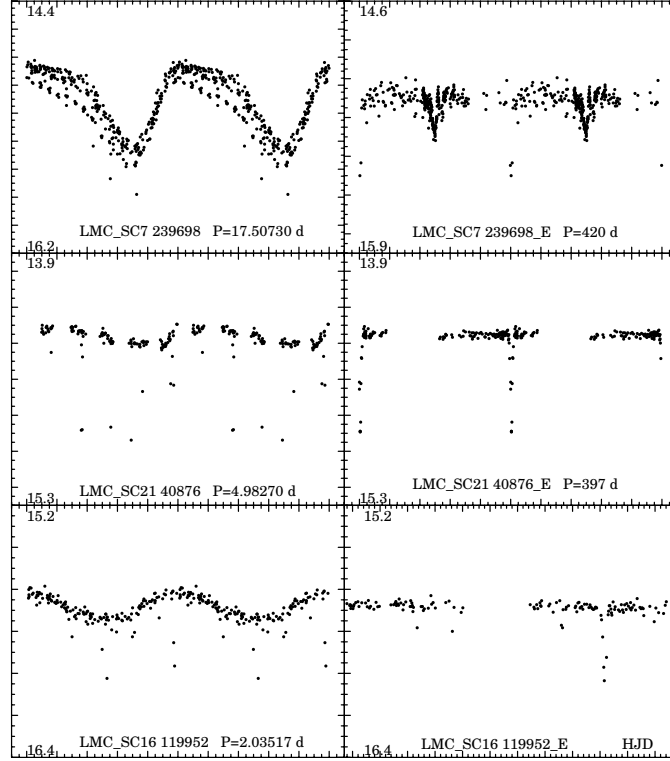 14.4
16.2
LMC_SC7 239698 P=17.50730 d
14.6
15.9
LMC_SC7 239698_E P=420 d
13.9
15.3
LMC_SC21 40876 P=4.98270 d
13.9
15.3
LMC_SC21 40876_E P=397 d
15.2
16.4
LMC_SC16 119952 P=2.03517 d
15.2
16.4
LMC_SC16 119952_E HJD